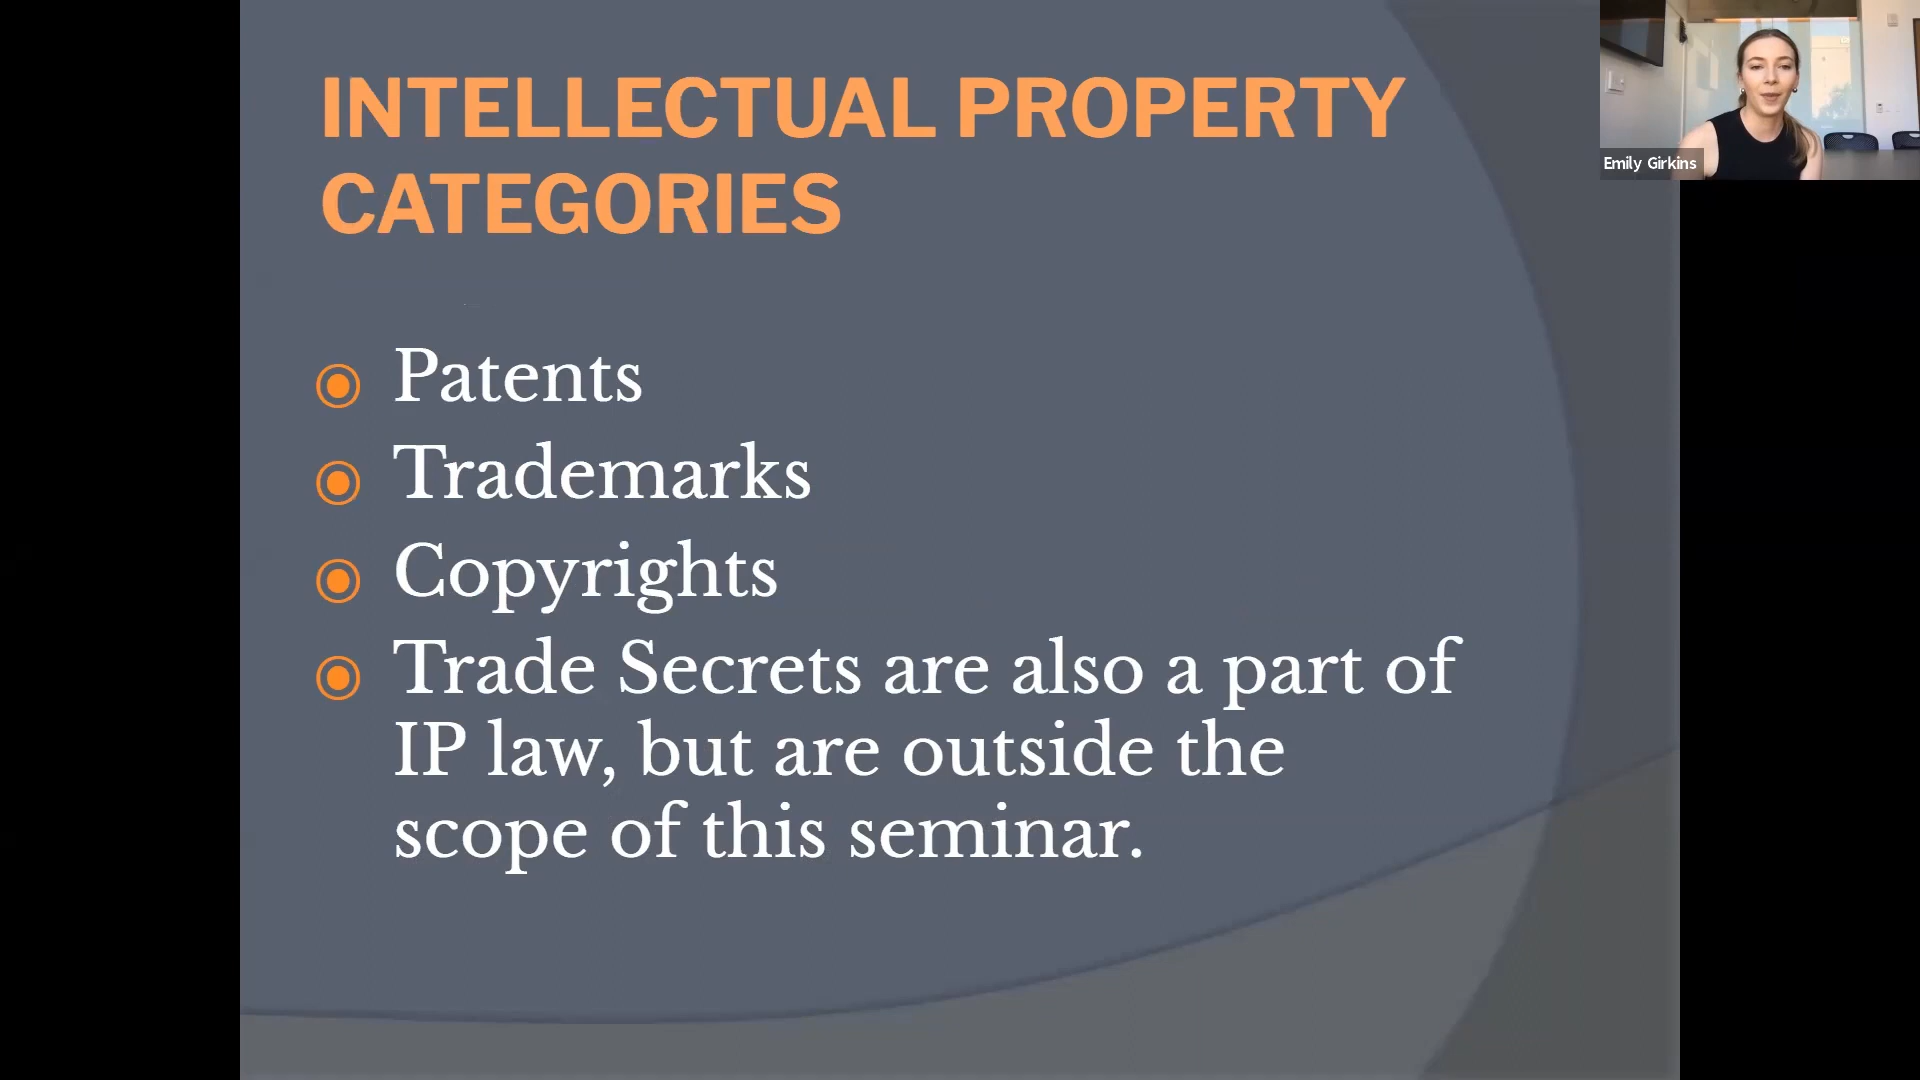 INTELLECTUAL PROPERTY
CATEGORIES
Patents
Trademarks
Copyrights
Trade Secrets are also a part of
IP law, but are outside the
scope of this seminar.
Emily Girkins